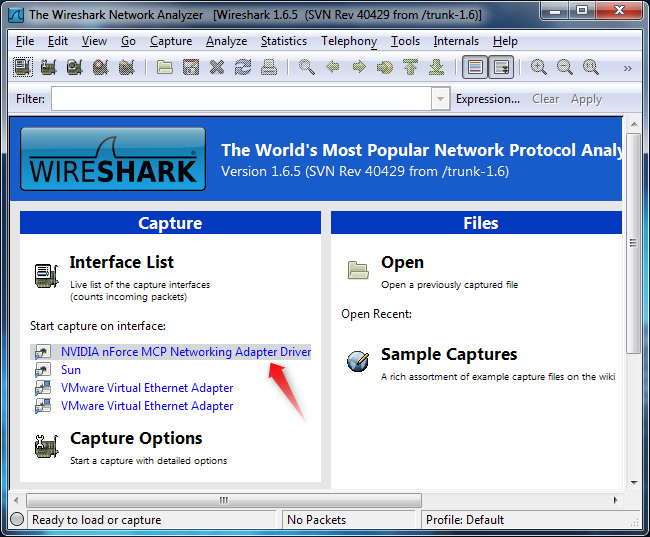 The Wireshark Network Analyzer [Wireshark 1.6.5 (SVN Rev 40429 from /trunk-1.6)]
File Edit View Go Capture Analyze Statistics Telephony Tools Internals Help
Filter: Expression... Clear Apply
WIRESHARK
The World's Most Popular Network Protocol Analy
Version 1.6.5 (SVN Rev 40429 from /trunk-1.6)
Capture
Interface List
Live list of the capture interfaces
(counts incoming packets)
Start capture on interface:
NVIDIA nForce MCP Networking Adapter Driver
Sun
VMware Virtual Ethernet Adapter
VMware Virtual Ethernet Adapter
Capture Options
Start a capture with detailed options
Files
Open
Open a previously captured file
Open Recent:
Sample Captures
A rich assortment of example capture files on the wiki
Ready to load or capture
No Packets
Profile: Default